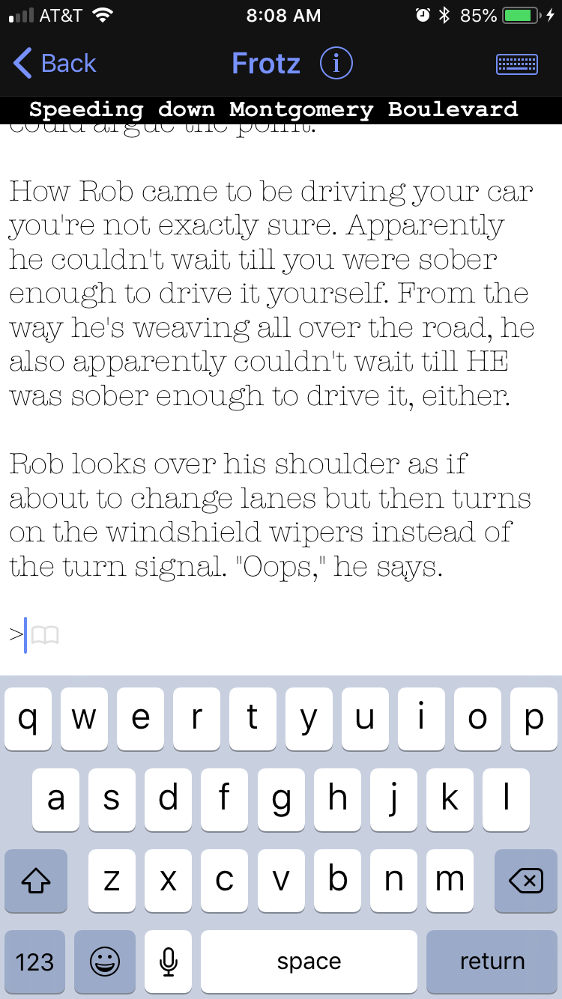 AT&T 8:08 AM 85%
Back Frotz i
Speeding down Montgomery Boulevard
could argue the point.
How Rob came to be driving your car
you're not exactly sure. Apparently
he couldn't wait till you were sober
enough to drive it yourself. From the
way he's weaving all over the road, he
also apparently couldn't wait till HE
was sober enough to drive it, either.
Rob looks over his shoulder as if
about to change lanes but then turns
on the windshield wipers instead of
the turn signal. "Oops," he says.
>
q w e r t y u i o p
a s d f g h j k l
z x c v b n m
123 space return